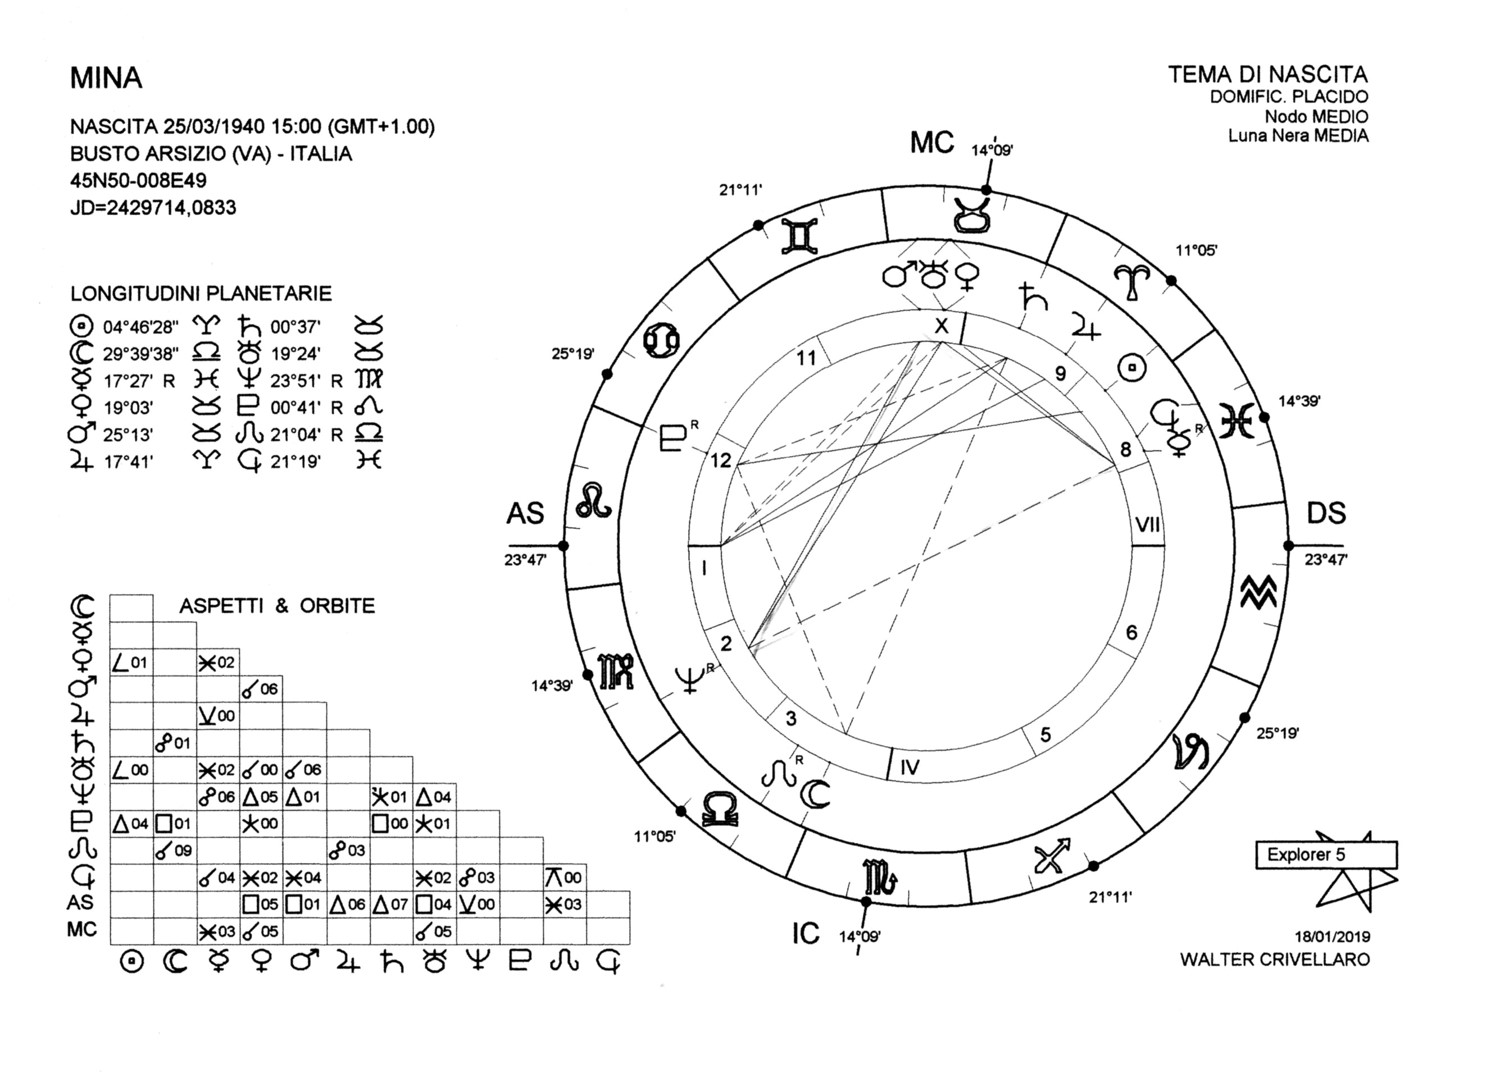 MINA
NASCITA 25/03/1940 15:00 (GMT+1.00)
BUSTO ARSIZIO (VA) - ITALIA
45N50-008E49
JD=2429714,0833
TEMA DI NASCITA
DOMIFIC. PLACIDO
Nodo MEDIO
Luna Nera MEDIA
LONGITUDINI PLANETARIE
☉ 04°46'28" ♈ ♄ 00°37' ♉
☾ 29°39'38" ♎ ♅ 19°24' ♉
☿ 17°27' R ♓ ♆ 23°51' R ♍
♀ 19°03' ♉ ♇ 00°41' R ♌
♂ 25°13' ♉ ☊ 21°04' R ♎
♃ 17°41' ♈ ⚸ 21°19' ♓
MC 14°09'
21°11'
11°05'
25°19'
14°39'
X
11
9
R
R
12
8
AS
23°47'
DS
23°47'
VII
I
2
6
R
14°39'
3
5
25°19'
IV
R
11°05'
21°11'
IC 14°09'
ASPETTI & ORBITE
☾
☿
♀ ∠01 ⚹02
♂ ☌06
♃ ⚺00
♄ ☍01
♅ ∠00 ⚹02 ☌00 ☌06
♆ ☍06 △05 △01 01 △04
♇ △04 □01 ⚹00 □00 ⚹01
☊ ☌09 ☍03
⚸ ☌04 ⚹02 ⚹04 ⚹02 ☍03 ⚻00
AS □05 □01 △06 △07 □04 ⚺00 ⚹03
MC ⚹03 ☌05 ☌05
☉ ☾ ☿ ♀ ♂ ♃ ♄ ♅ ♆ ♇ ☊ ⚸
Explorer 5
18/01/2019
WALTER CRIVELLARO